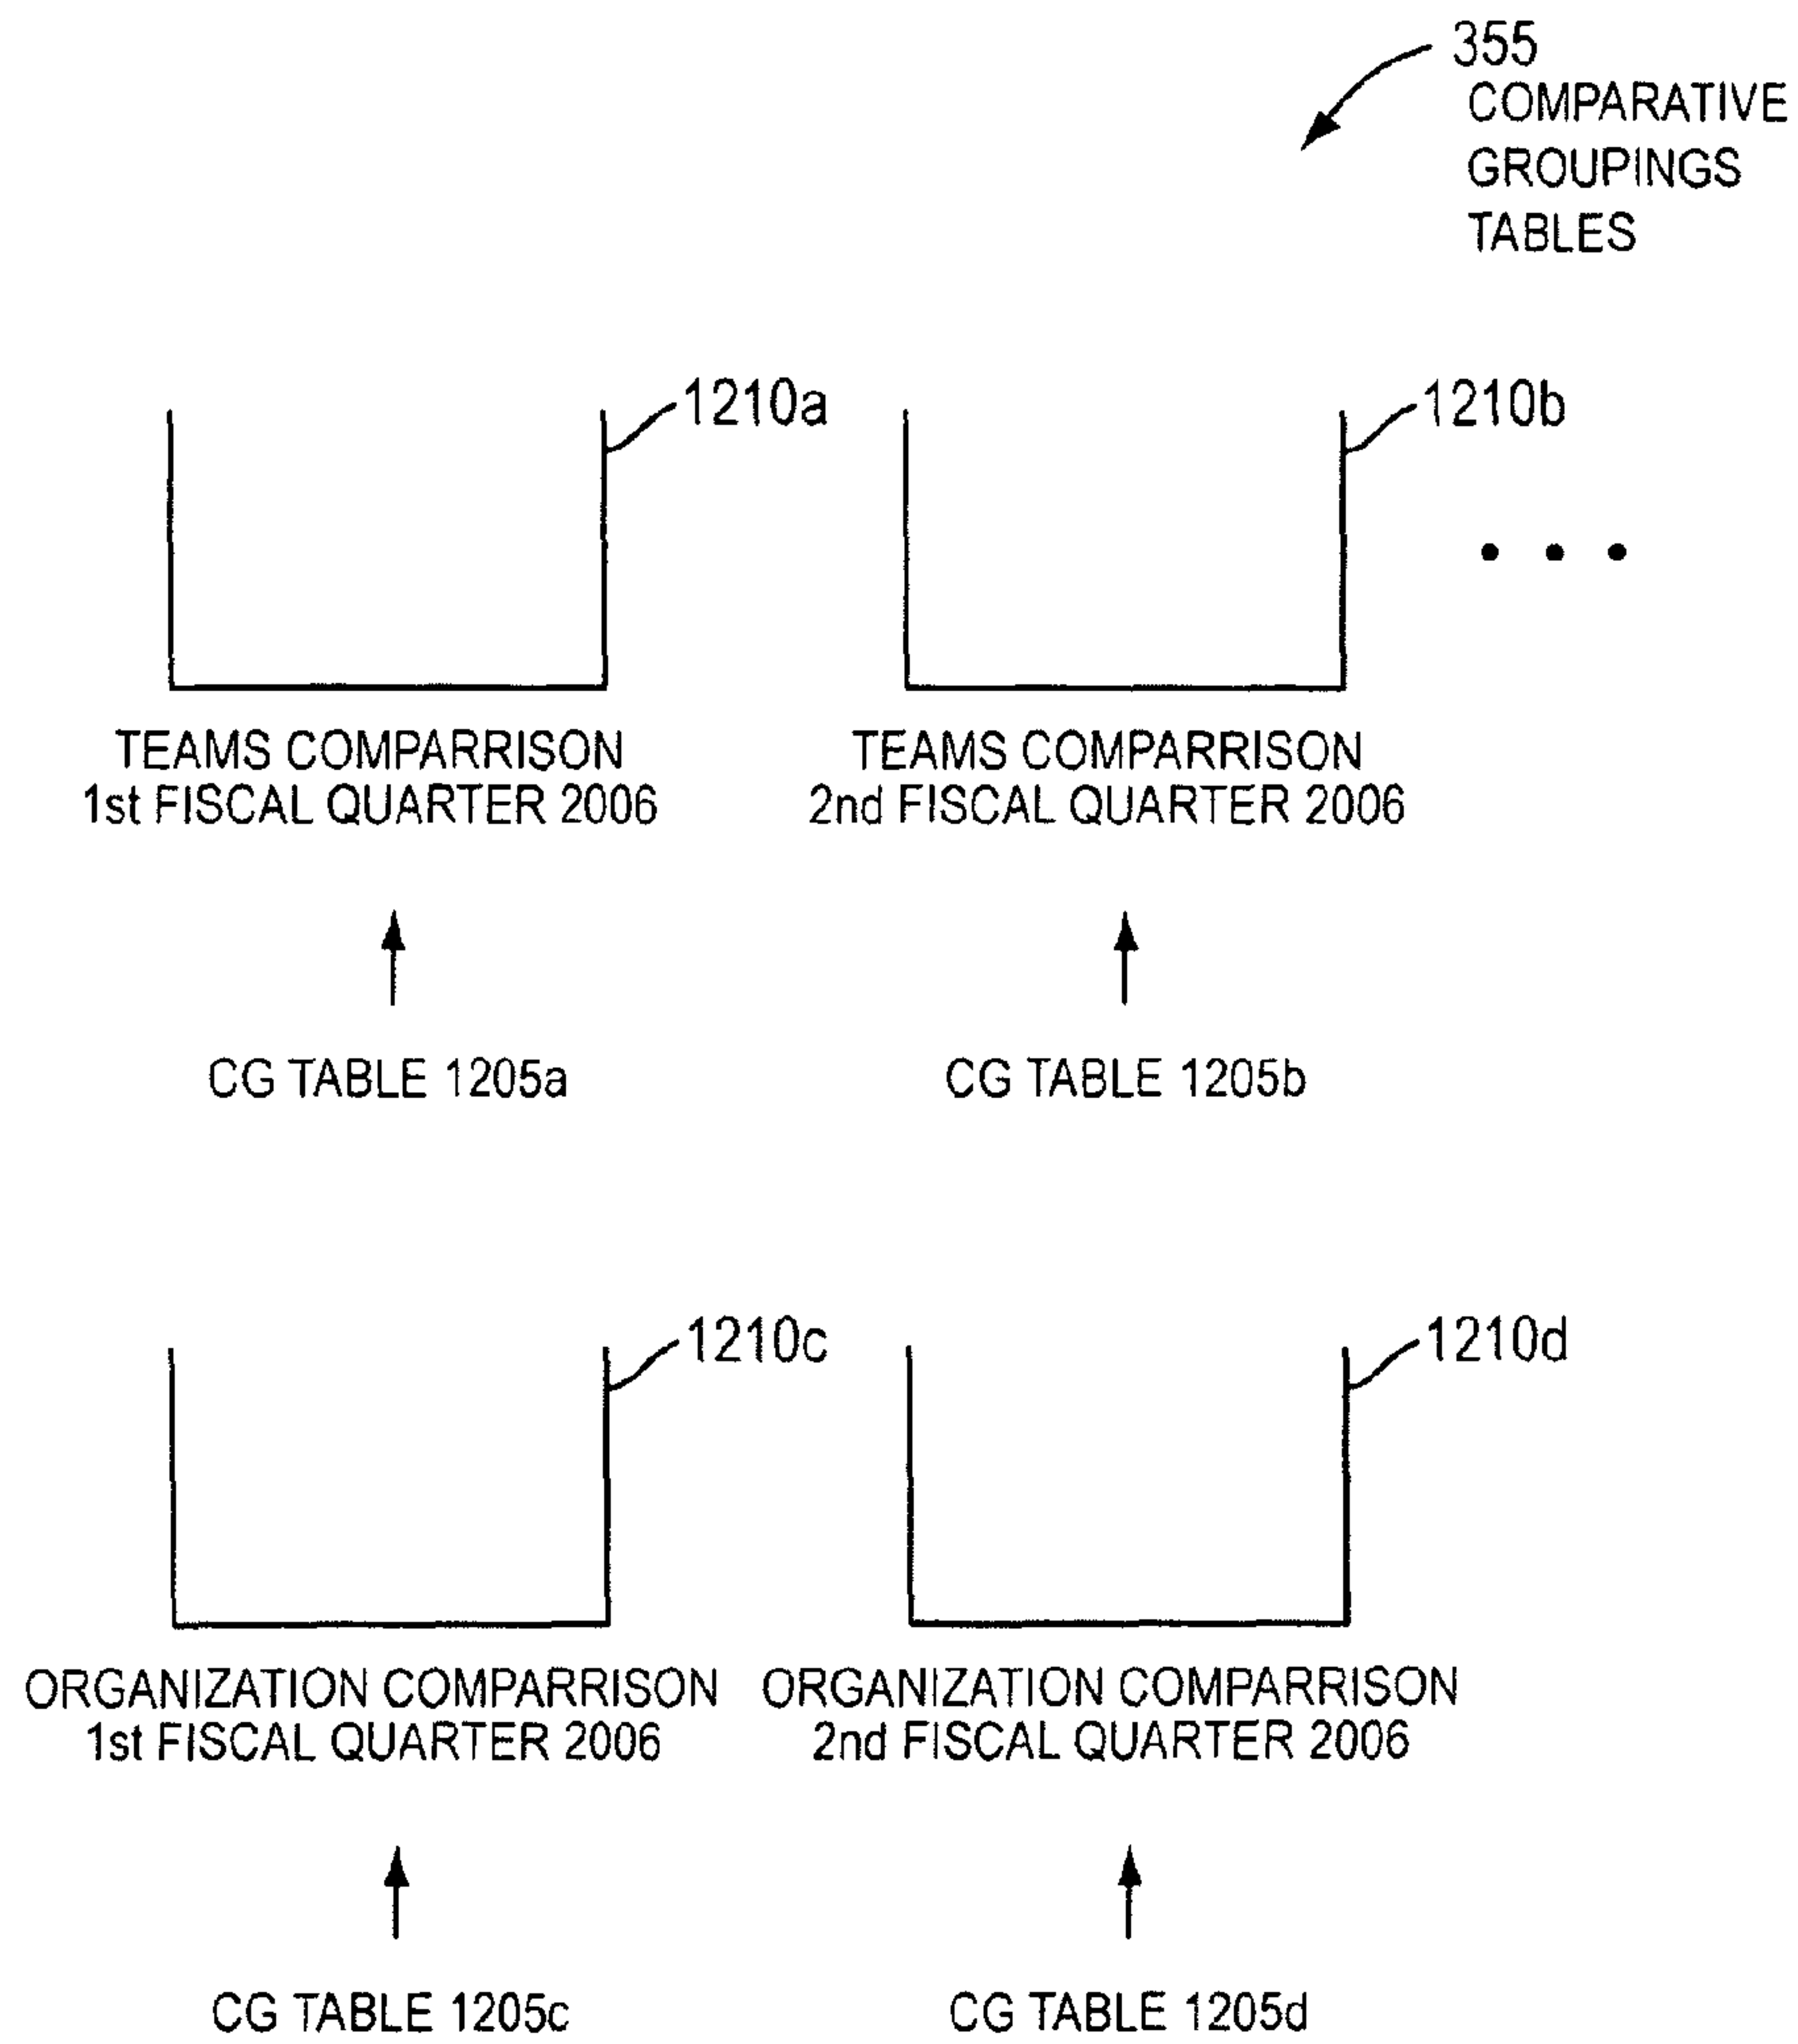 355
COMPARATIVE
GROUPINGS
TABLES
1210a
1210b
TEAMS COMPARRISON
1st FISCAL QUARTER 2006
TEAMS COMPARRISON
2nd FISCAL QUARTER 2006
CG TABLE 1205a
CG TABLE 1205b
1210c
1210d
ORGANIZATION COMPARRISON
1st FISCAL QUARTER 2006
ORGANIZATION COMPARRISON
2nd FISCAL QUARTER 2006
CG TABLE 1205c
CG TABLE 1205d